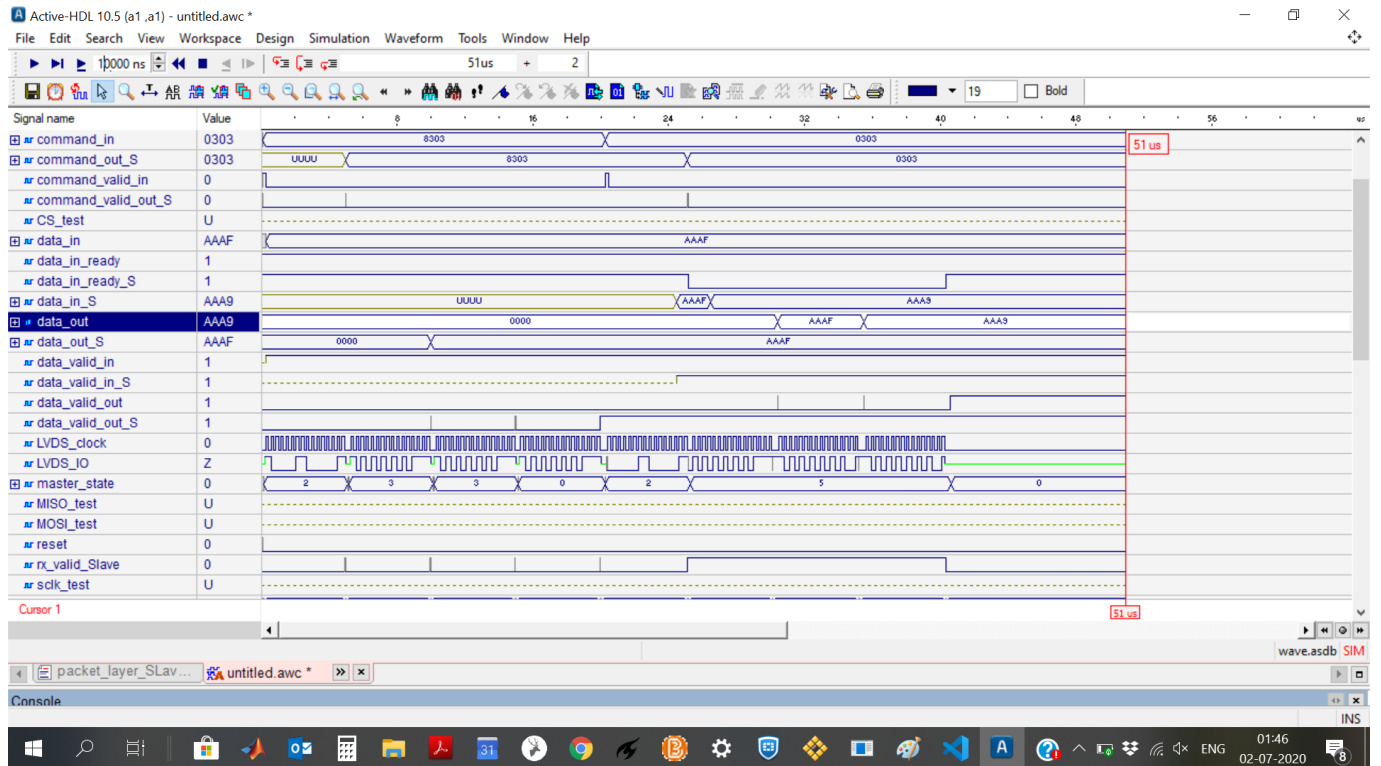 Active-HDL 10.5 (a1 ,a1) - untitled.awc *
File Edit Search View Workspace Design Simulation Waveform Tools Window Help
10000 ns 51us + 2
19 Bold
Signal name Value 8 16 24 32 40 48 56 us
command_in 0303 8303 0303
51 us
command_out_S 0303 UUUU 8303 0303
command_valid_in 0
command_valid_out_S 0
CS_test U
data_in AAAF AAAF
data_in_ready 1
data_in_ready_S 1
data_in_S AAA9 UUUU AAAF AAA9
data_out AAA9 0000 AAAF AAA9
data_out_S AAAF 0000 AAAF
data_valid_in 1
data_valid_in_S 1
data_valid_out 1
data_valid_out_S 1
LVDS_clock 0
LVDS_IO Z
master_state 0 2 3 3 0 2 5 0
MISO_test U
MOSI_test U
reset 0
rx_valid_Slave 0
sclk_test U
Cursor 1 51 us
wave.asdb SIM
packet_layer_SLav... untitled.awc *
Console
INS
31 A ENG 01:46
02-07-2020 8